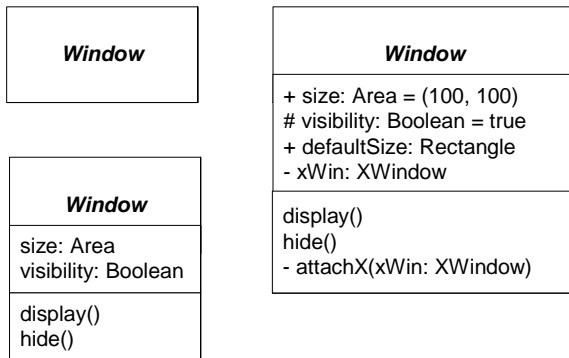 Window
Window
size: Area
visibility: Boolean
display()
hide()
Window
+ size: Area = (100, 100)
# visibility: Boolean = true
+ defaultSize: Rectangle
- xWin: XWindow
display()
hide()
- attachX(xWin: XWindow)